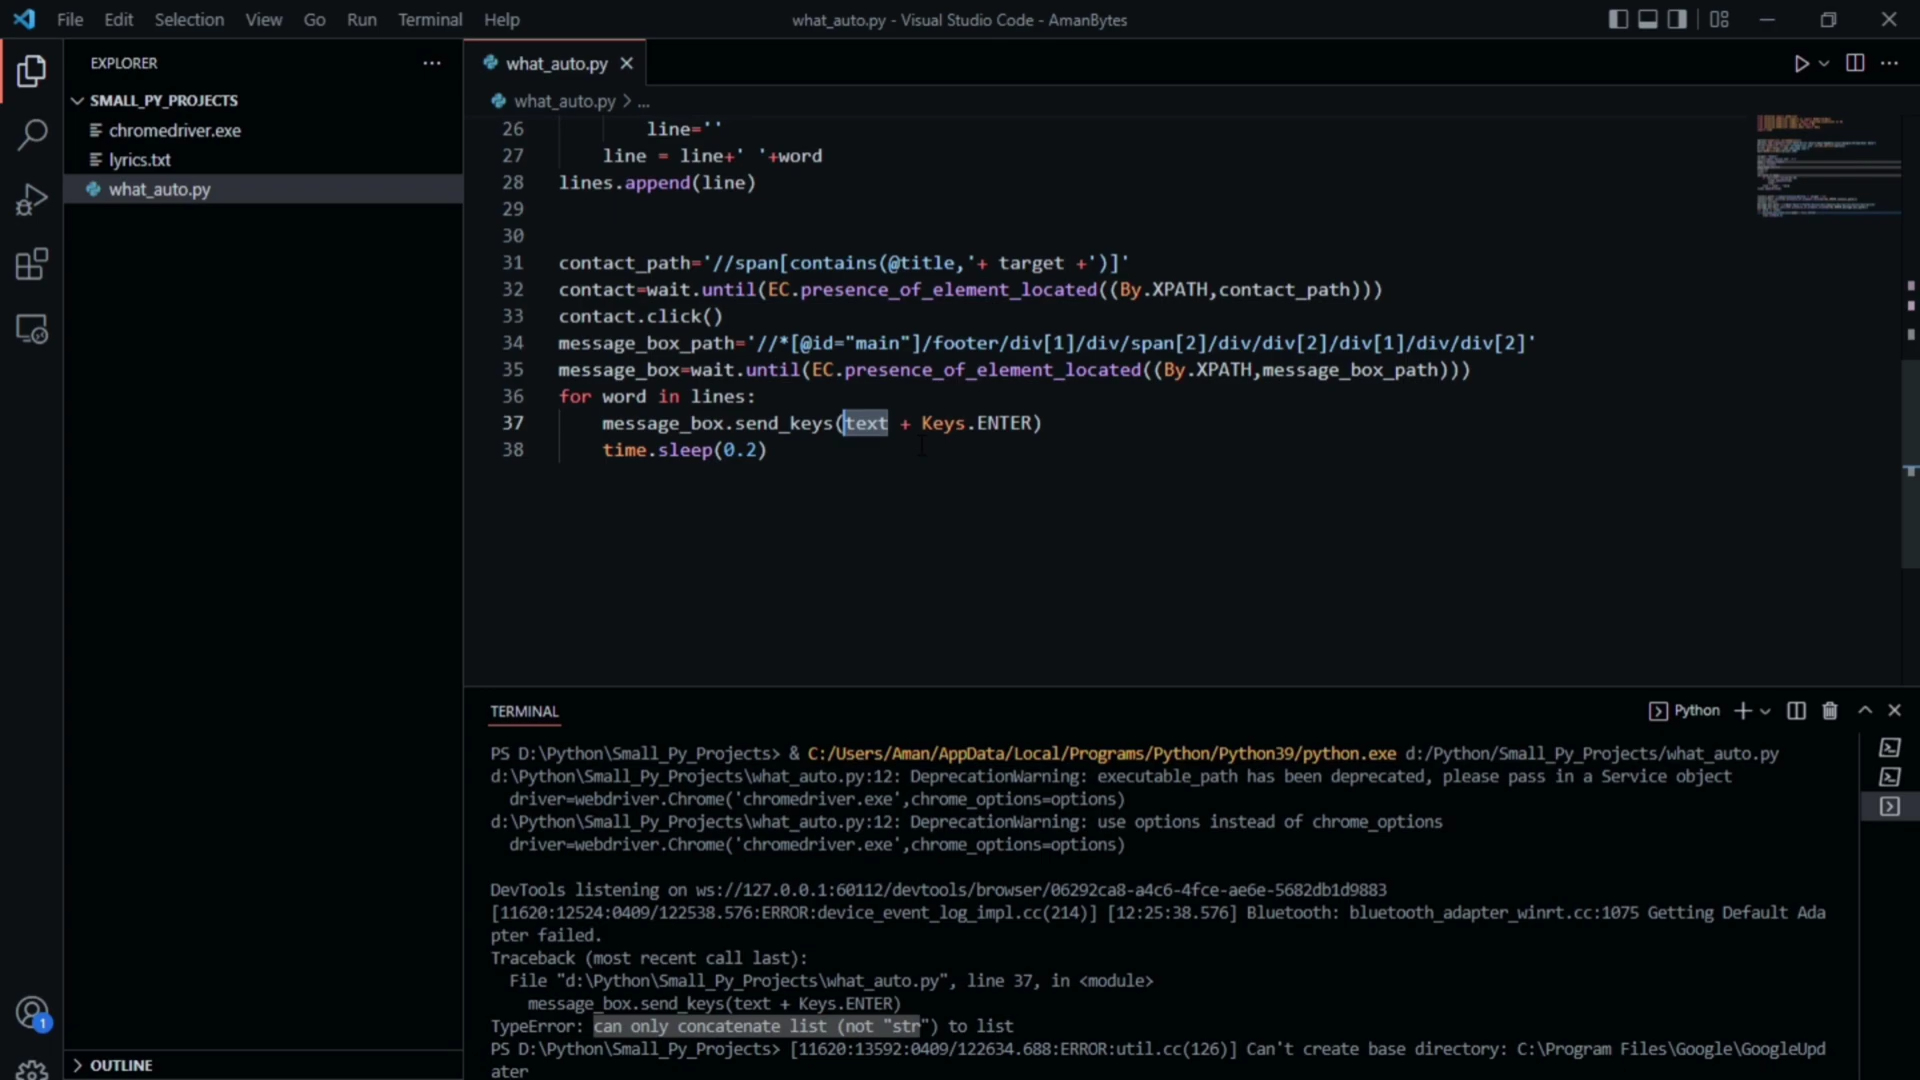 File Edit Selection View Go Run Terminal Help
what_auto.py - Visual Studio Code - AmanBytes
EXPLORER
SMALL_PY_PROJECTS
chromedriver.exe
lyrics.txt
what_auto.py
what_auto.py
what_auto.py > ...
26 line=''
27 line = line+' '+word
28 lines.append(line)
29
30
31 contact_path='//span[contains(@title,'+ target +')]'
32 contact=wait.until(EC.presence_of_element_located((By.XPATH,contact_path)))
33 contact.click()
34 message_box_path='//*[@id="main"]/footer/div[1]/div/span[2]/div/div[2]/div[1]/div/div[2]'
35 message_box=wait.until(EC.presence_of_element_located((By.XPATH,message_box_path)))
36 for word in lines:
37 message_box.send_keys(text + Keys.ENTER)
38 time.sleep(0.2)
TERMINAL
Python
PS D:\Python\Small_Py_Projects> & C:/Users/Aman/AppData/Local/Programs/Python/Python39/python.exe d:/Python/Small_Py_Projects/what_auto.py
d:\Python\Small_Py_Projects\what_auto.py:12: DeprecationWarning: executable_path has been deprecated, please pass in a Service object
driver=webdriver.Chrome('chromedriver.exe',chrome_options=options)
d:\Python\Small_Py_Projects\what_auto.py:12: DeprecationWarning: use options instead of chrome_options
driver=webdriver.Chrome('chromedriver.exe',chrome_options=options)
DevTools listening on ws://127.0.0.1:60112/devtools/browser/06292ca8-a4c6-4fce-ae6e-5682db1d9883
[11620:12524:0409/122538.576:ERROR:device_event_log_impl.cc(214)] [12:25:38.576] Bluetooth: bluetooth_adapter_winrt.cc:1075 Getting Default Ada
pter failed.
Traceback (most recent call last):
File "d:\Python\Small_Py_Projects\what_auto.py", line 37, in <module>
message_box.send_keys(text + Keys.ENTER)
TypeError: can only concatenate list (not "str") to list
PS D:\Python\Small_Py_Projects> [11620:13592:0409/122634.688:ERROR:util.cc(126)] Can't create base directory: C:\Program Files\Google\GoogleUpd
ater
1
OUTLINE